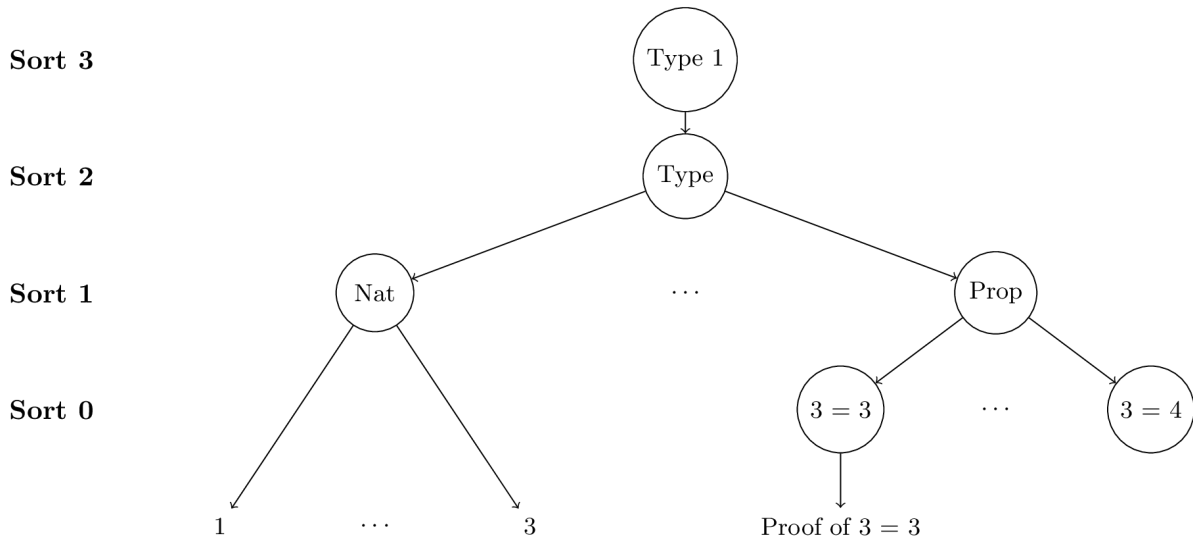 Sort 3
Type 1
Sort 2
Type
Sort 1
Nat
· · ·
Prop
Sort 0
3 = 3
· · ·
3 = 4
1
· · ·
3
Proof of 3 = 3